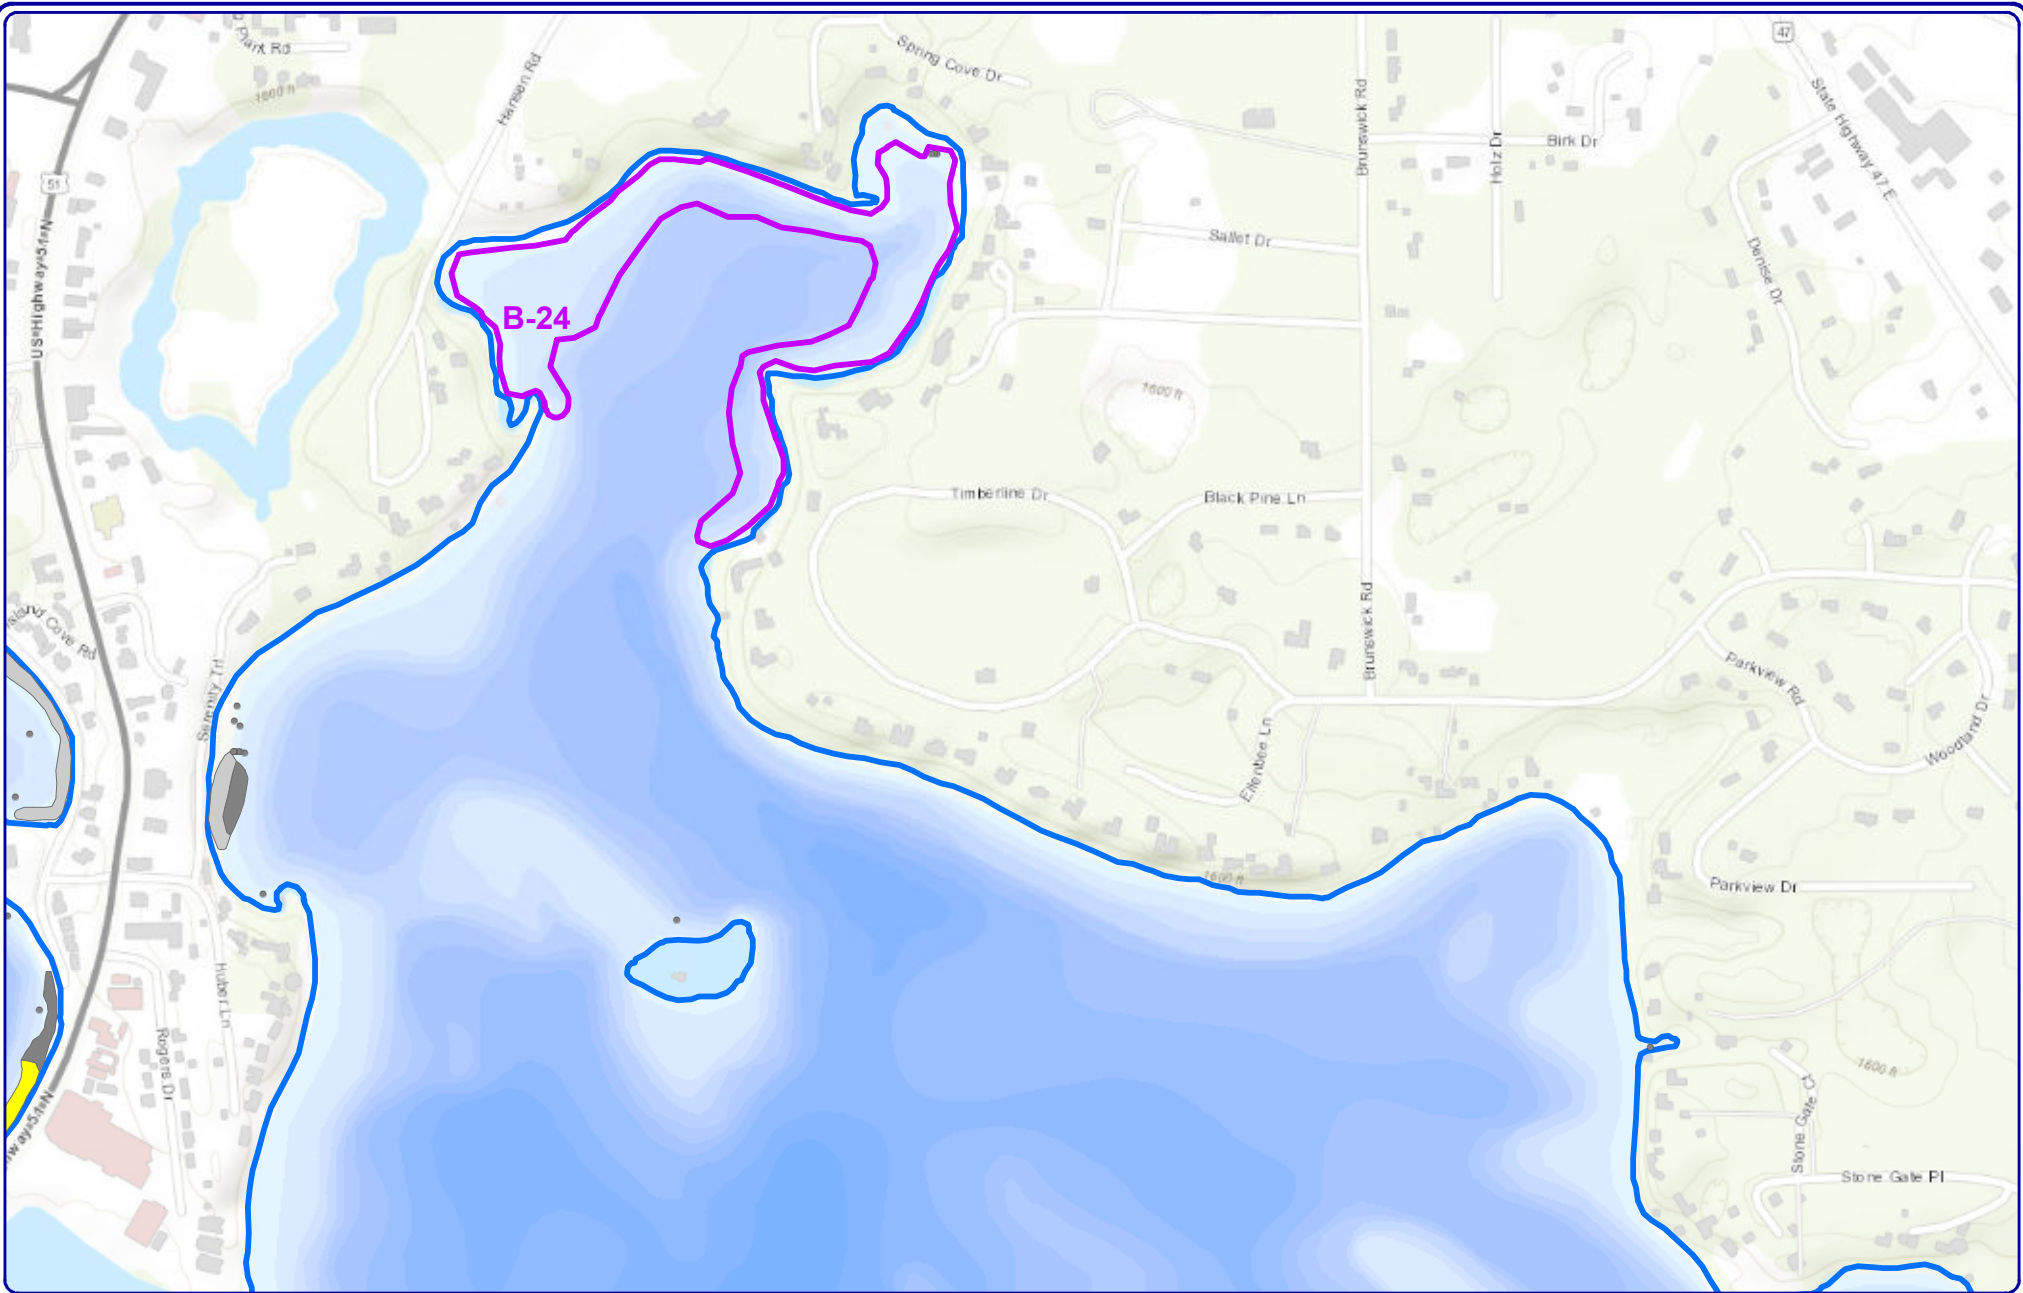 Park Rd
1600 ft
Hansen Rd
Spring Cove Dr
47
State Highway 47 E
Brunswick Rd
Holz Dr
Birk Dr
51
US Highway 51 N
Sallet Dr
Denise Dr
B-24
1600 ft
Timberline Dr
Black Pine Ln
Brunswick Rd
Island Cove Rd
Serenity Trl
Parkview Rd
Woodland Dr
Ellenbee Ln
1600 ft
Parkview Dr
Huber Ln
Rogers Dr
1600 ft
Stone Gate Ct
Stone Gate Pl
hway 51 N